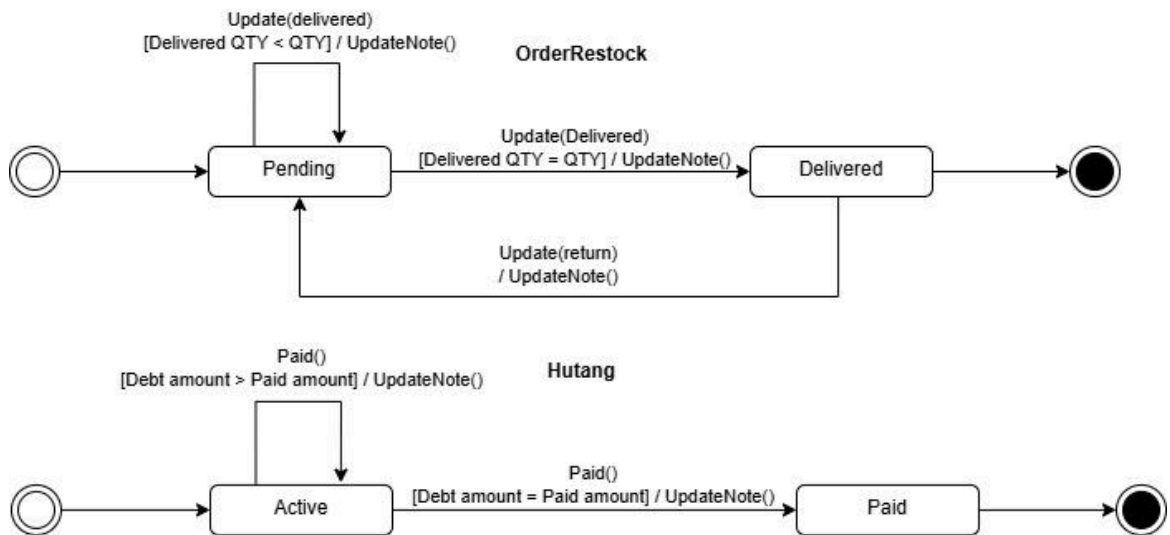 Update(delivered)
[Delivered QTY < QTY] / UpdateNote()
OrderRestock
Update(Delivered)
[Delivered QTY = QTY] / UpdateNote()
Pending
Delivered
Update(return)
/ UpdateNote()
Paid()
[Debt amount > Paid amount] / UpdateNote()
Hutang
Paid()
[Debt amount = Paid amount] / UpdateNote()
Active
Paid